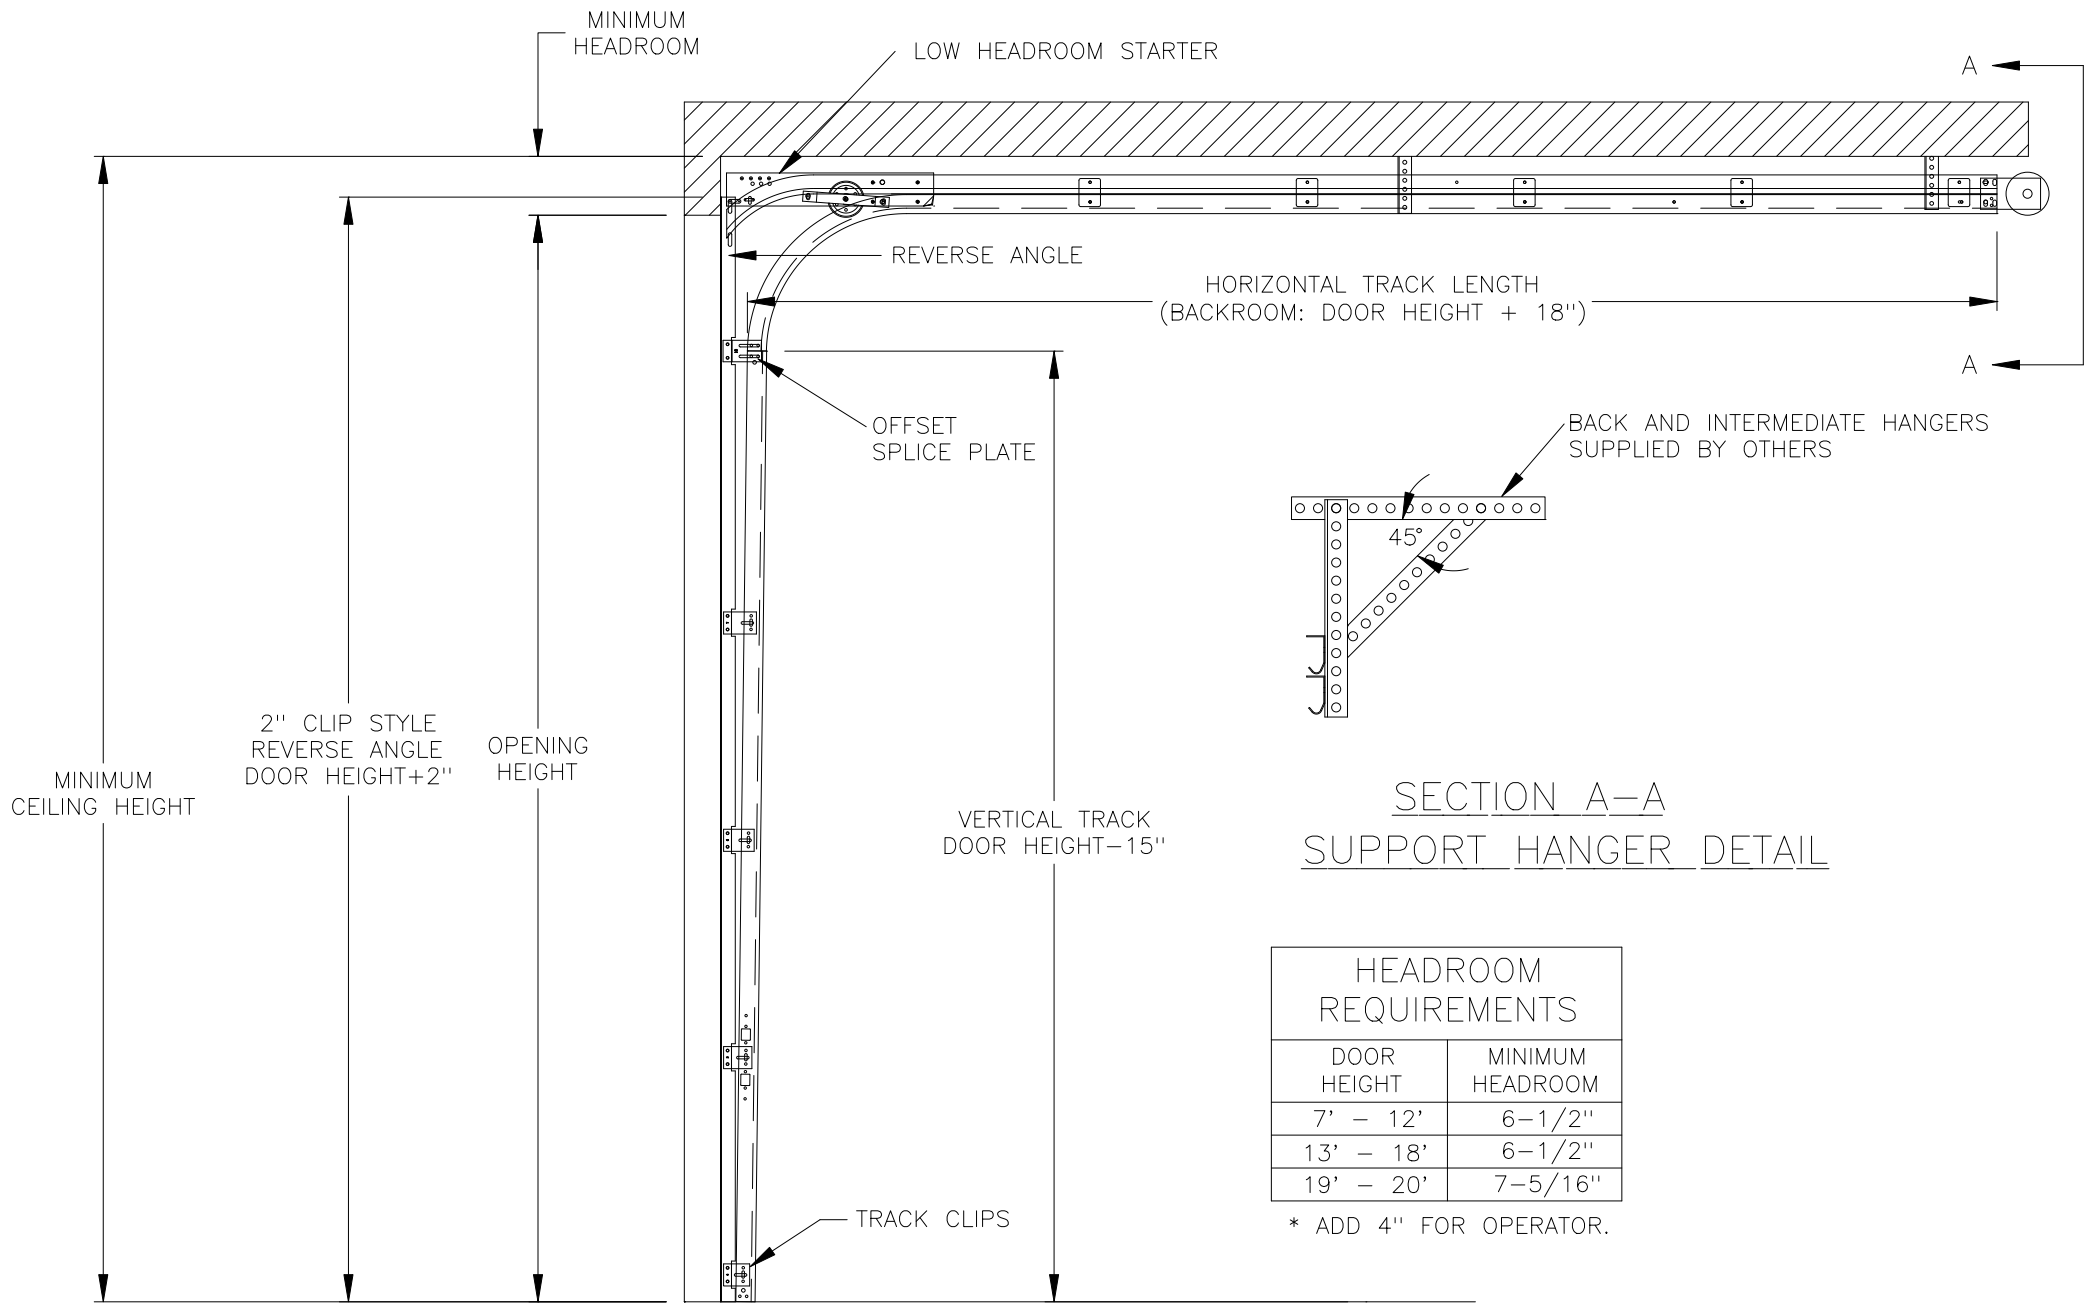 MINIMUM
HEADROOM
LOW HEADROOM STARTER
A
REVERSE ANGLE
HORIZONTAL TRACK LENGTH
(BACKROOM: DOOR HEIGHT + 18")
A
OFFSET
SPLICE PLATE
BACK AND INTERMEDIATE HANGERS
SUPPLIED BY OTHERS
45°
2" CLIP STYLE
REVERSE ANGLE
DOOR HEIGHT+2"
OPENING
HEIGHT
MINIMUM
CEILING HEIGHT
VERTICAL TRACK
DOOR HEIGHT-15"
SECTION A-A
SUPPORT HANGER DETAIL
HEADROOM
REQUIREMENTS
DOOR
HEIGHT
MINIMUM
HEADROOM
7' - 12' 6-1/2"
13' - 18' 6-1/2"
19' - 20' 7-5/16"
* ADD 4" FOR OPERATOR.
TRACK CLIPS